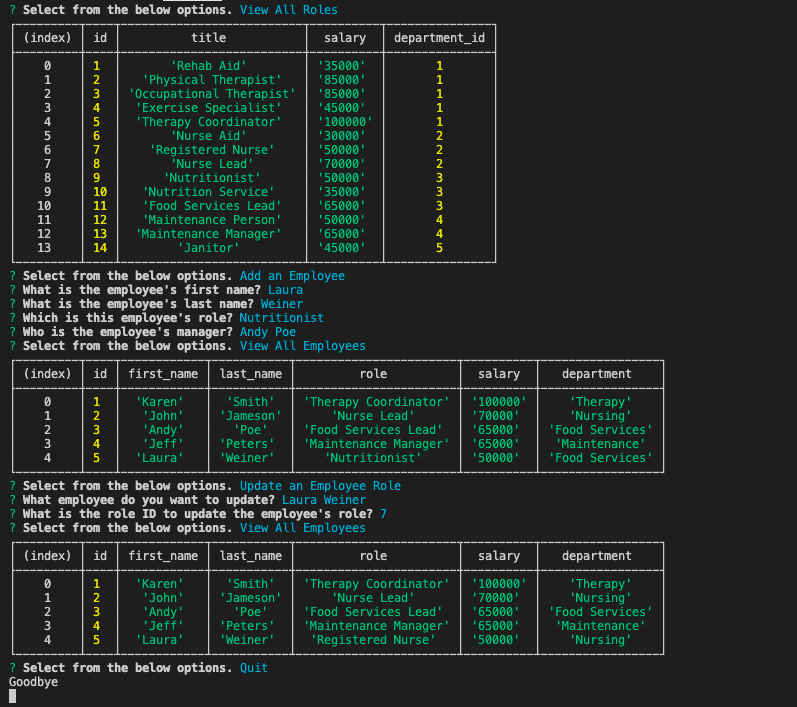 ? Select from the below options. View All Roles
(index) id title salary department_id
0 1 'Rehab Aid' '35000' 1
1 2 'Physical Therapist' '85000' 1
2 3 'Occupational Therapist' '85000' 1
3 4 'Exercise Specialist' '45000' 1
4 5 'Therapy Coordinator' '100000' 1
5 6 'Nurse Aid' '30000' 2
6 7 'Registered Nurse' '50000' 2
7 8 'Nurse Lead' '70000' 2
8 9 'Nutritionist' '50000' 3
9 10 'Nutrition Service' '35000' 3
10 11 'Food Services Lead' '65000' 3
11 12 'Maintenance Person' '50000' 4
12 13 'Maintenance Manager' '65000' 4
13 14 'Janitor' '45000' 5
? Select from the below options. Add an Employee
? What is the employee's first name? Laura
? What is the employee's last name? Weiner
? Which is this employee's role? Nutritionist
? Who is the employee's manager? Andy Poe
? Select from the below options. View All Employees
(index) id first_name last_name role salary department
0 1 'Karen' 'Smith' 'Therapy Coordinator' '100000' 'Therapy'
1 2 'John' 'Jameson' 'Nurse Lead' '70000' 'Nursing'
2 3 'Andy' 'Poe' 'Food Services Lead' '65000' 'Food Services'
3 4 'Jeff' 'Peters' 'Maintenance Manager' '65000' 'Maintenance'
4 5 'Laura' 'Weiner' 'Nutritionist' '50000' 'Food Services'
? Select from the below options. Update an Employee Role
? What employee do you want to update? Laura Weiner
? What is the role ID to update the employee's role? 7
? Select from the below options. View All Employees
(index) id first_name last_name role salary department
0 1 'Karen' 'Smith' 'Therapy Coordinator' '100000' 'Therapy'
1 2 'John' 'Jameson' 'Nurse Lead' '70000' 'Nursing'
2 3 'Andy' 'Poe' 'Food Services Lead' '65000' 'Food Services'
3 4 'Jeff' 'Peters' 'Maintenance Manager' '65000' 'Maintenance'
4 5 'Laura' 'Weiner' 'Registered Nurse' '50000' 'Nursing'
? Select from the below options. Quit
Goodbye